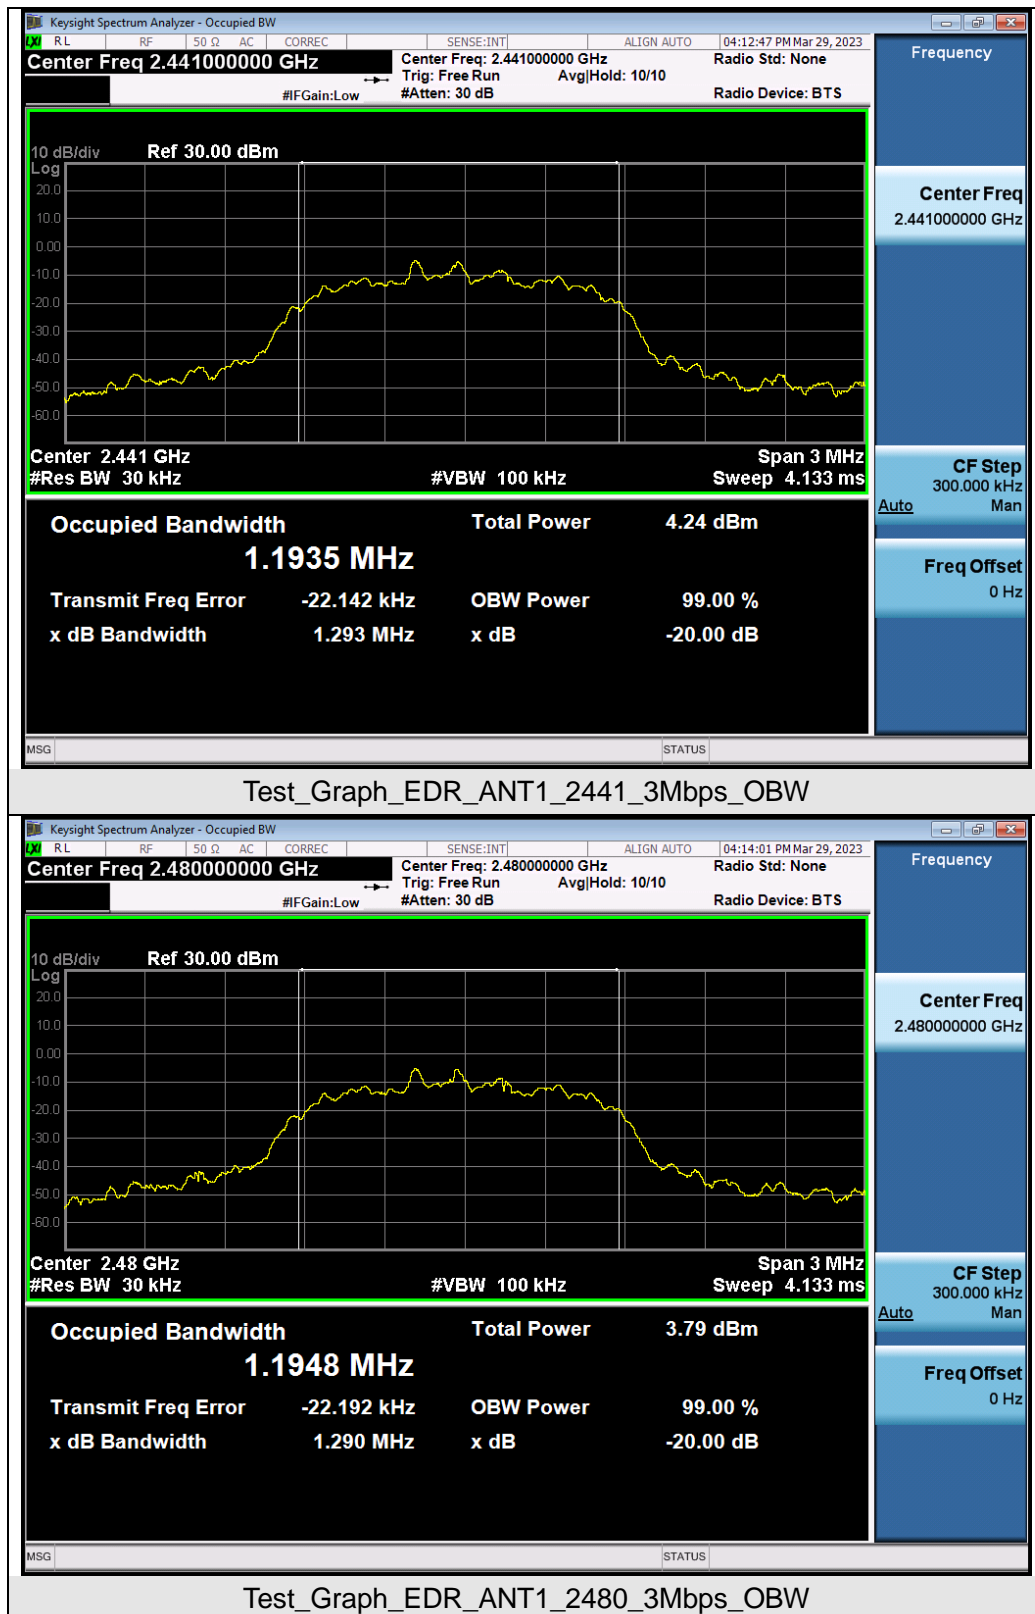 Keysight Spectrum Analyzer - Occupied BW
LXI RL RF 50 Ω AC CORREC SENSE:INT ALIGN AUTO 04:12:47 PM Mar 29, 2023
Center Freq 2.441000000 GHz Center Freq: 2.441000000 GHz Radio Std: None
Trig: Free Run Avg|Hold: 10/10
#IFGain:Low #Atten: 30 dB Radio Device: BTS
Frequency
10 dB/div Ref 30.00 dBm
Log
20.0
10.0
0.00
-10.0
-20.0
-30.0
-40.0
-50.0
-60.0
Center 2.441 GHz Span 3 MHz
#Res BW 30 kHz #VBW 100 kHz Sweep 4.133 ms
Center Freq
2.441000000 GHz
CF Step
300.000 kHz
Auto Man
Freq Offset
0 Hz
Occupied Bandwidth Total Power 4.24 dBm
1.1935 MHz
Transmit Freq Error -22.142 kHz OBW Power 99.00 %
x dB Bandwidth 1.293 MHz x dB -20.00 dB
MSG STATUS
Test_Graph_EDR_ANT1_2441_3Mbps_OBW
Keysight Spectrum Analyzer - Occupied BW
LXI RL RF 50 Ω AC CORREC SENSE:INT ALIGN AUTO 04:14:01 PM Mar 29, 2023
Center Freq 2.480000000 GHz Center Freq: 2.480000000 GHz Radio Std: None
Trig: Free Run Avg|Hold: 10/10
#IFGain:Low #Atten: 30 dB Radio Device: BTS
Frequency
10 dB/div Ref 30.00 dBm
Log
20.0
10.0
0.00
-10.0
-20.0
-30.0
-40.0
-50.0
-60.0
Center 2.48 GHz Span 3 MHz
#Res BW 30 kHz #VBW 100 kHz Sweep 4.133 ms
Center Freq
2.480000000 GHz
CF Step
300.000 kHz
Auto Man
Freq Offset
0 Hz
Occupied Bandwidth Total Power 3.79 dBm
1.1948 MHz
Transmit Freq Error -22.192 kHz OBW Power 99.00 %
x dB Bandwidth 1.290 MHz x dB -20.00 dB
MSG STATUS
Test_Graph_EDR_ANT1_2480_3Mbps_OBW